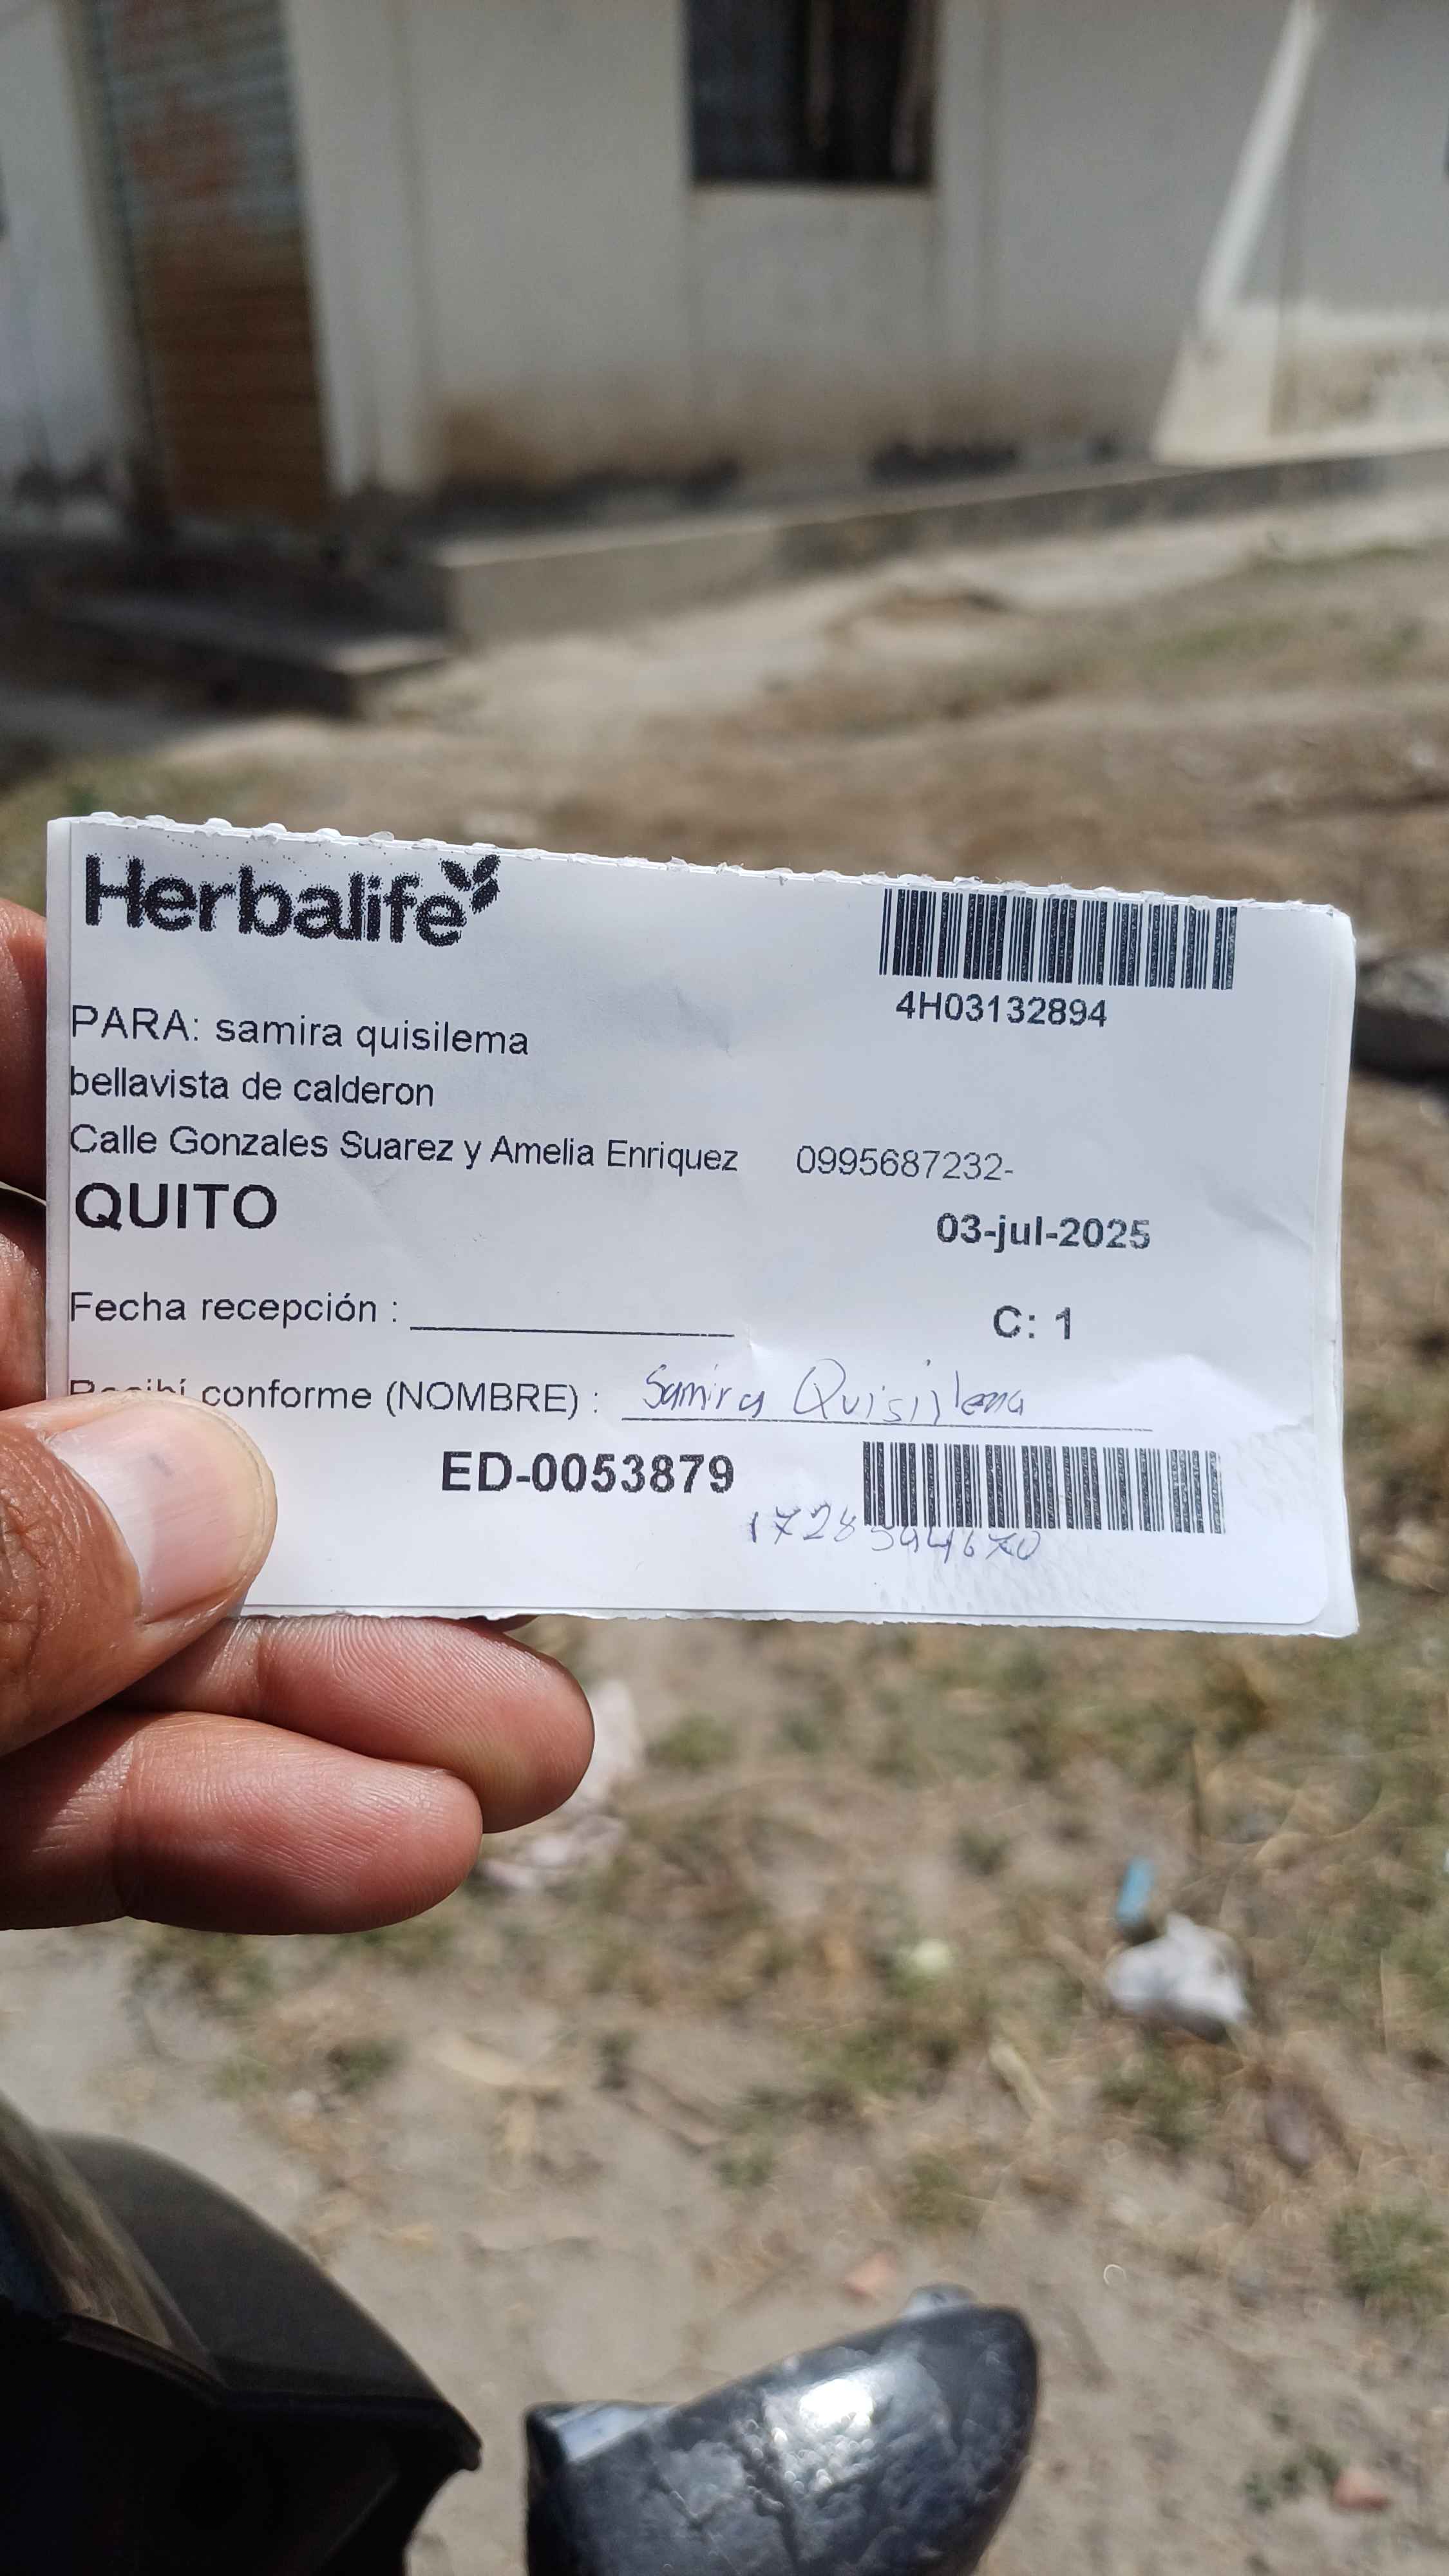 Herbalife
4H03132894
PARA: samira quisilema
bellavista de calderon
Calle Gonzales Suarez y Amelia Enriquez 0995687232-
QUITO
03-jul-2025
Fecha recepción :
C: 1
Recibí conforme (NOMBRE) : Samira Quisilema
ED-0053879